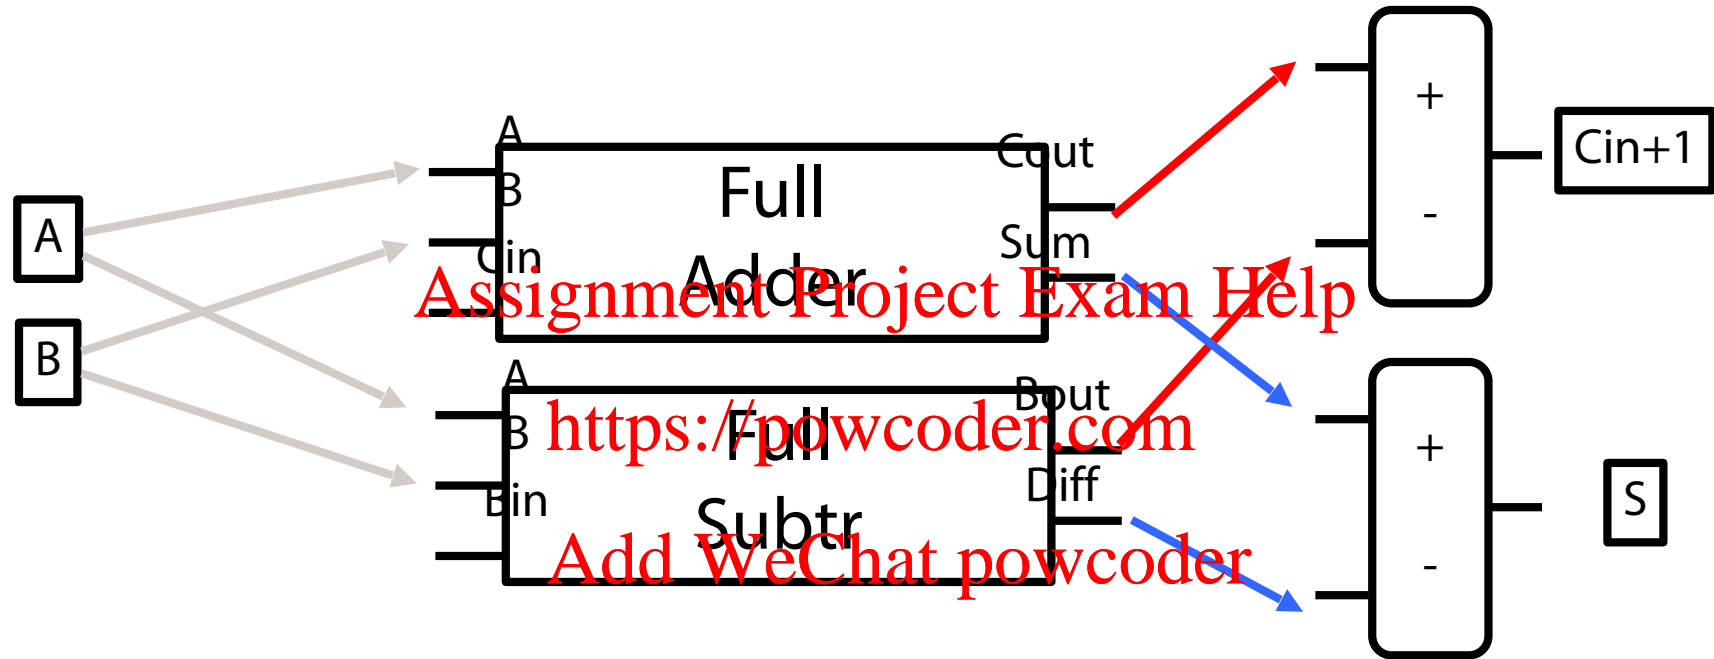 A
B
A
B
Cin
Full
Adder
Cout
Sum
A
B
Bin
Full
Subtr
Bout
Diff
+
-
Cin+1
+
-
S
Assignment Project Exam Help
https://powcoder.com
Add WeChat powcoder